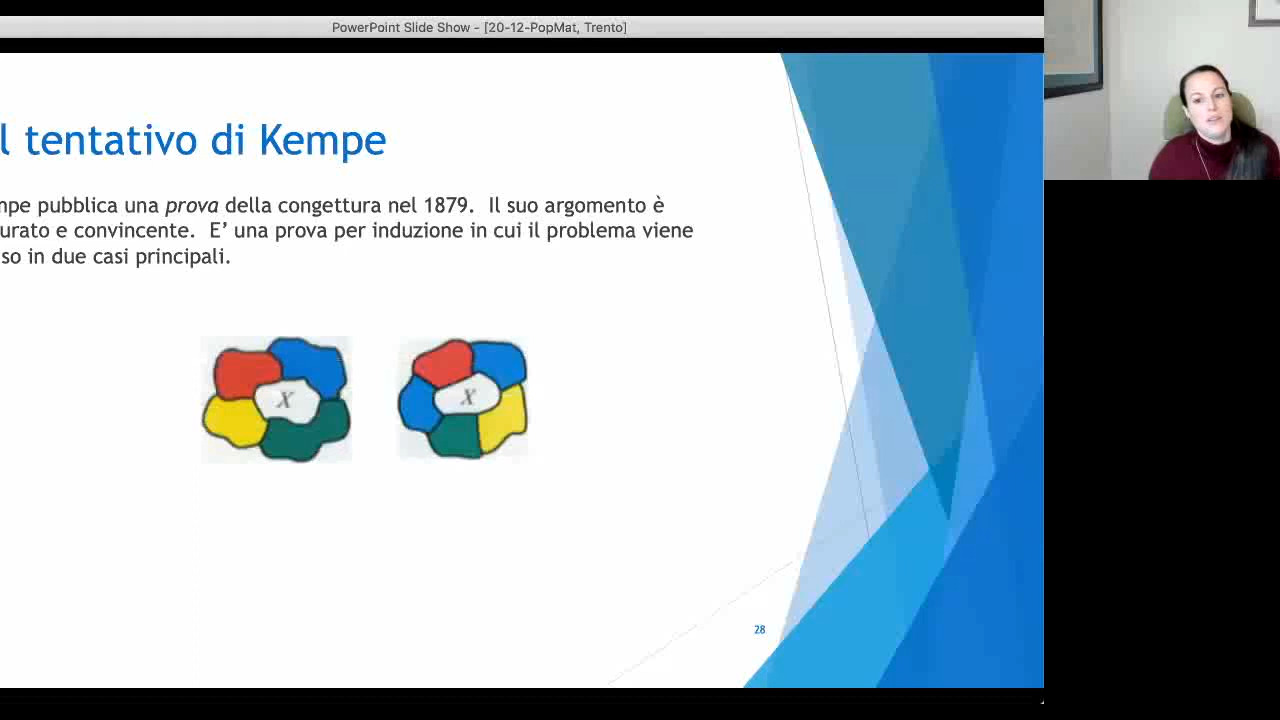 PowerPoint Slide Show - [20-12-PopMat, Trento]
l tentativo di Kempe
mpe pubblica una prova della congettura nel 1879. Il suo argomento è
urato e convincente. E’ una prova per induzione in cui il problema viene
so in due casi principali.
X X
28